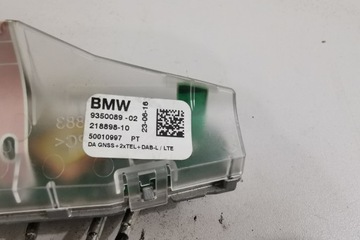 BMW
9350089-02
218898-10
50010997 PT
DA GNSS+2xTEL+DAB-L / LTE
23-06-16